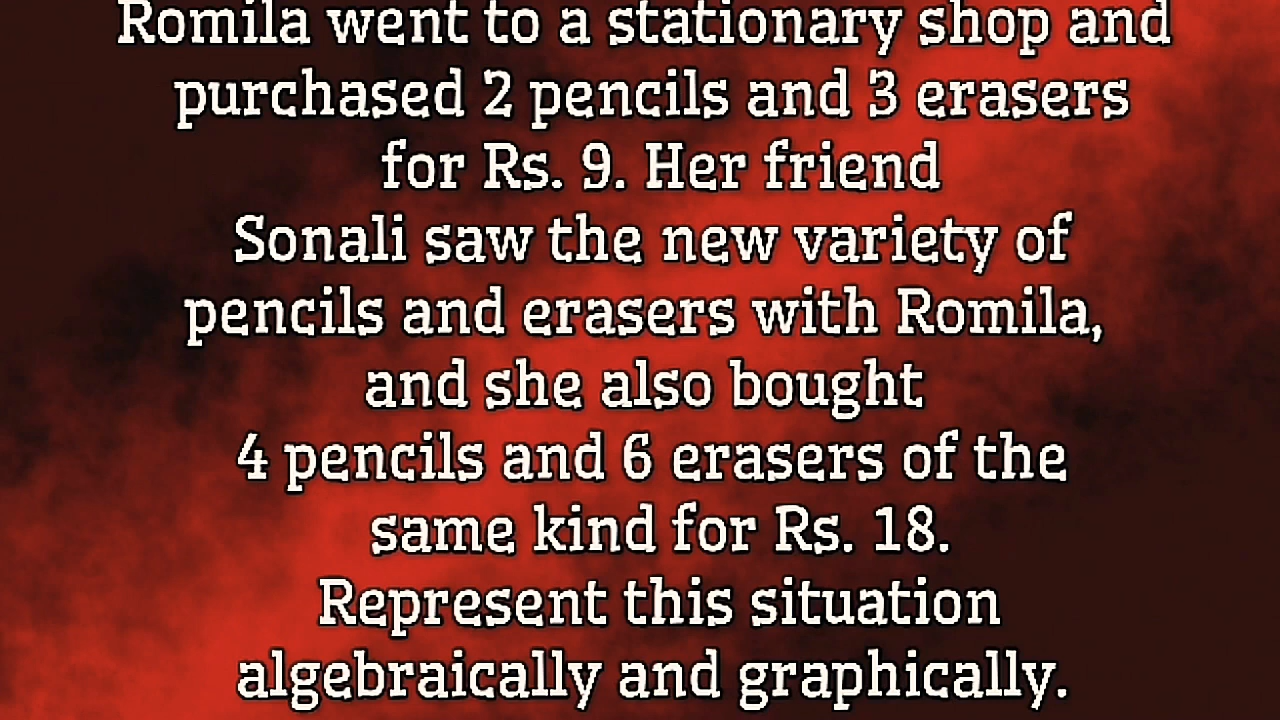 Romila went to a stationary shop and
purchased 2 pencils and 3 erasers
for Rs. 9. Her friend
Sonali saw the new variety of
pencils and erasers with Romila,
and she also bought
4 pencils and 6 erasers of the
same kind for Rs. 18.
Represent this situation
algebraically and graphically.